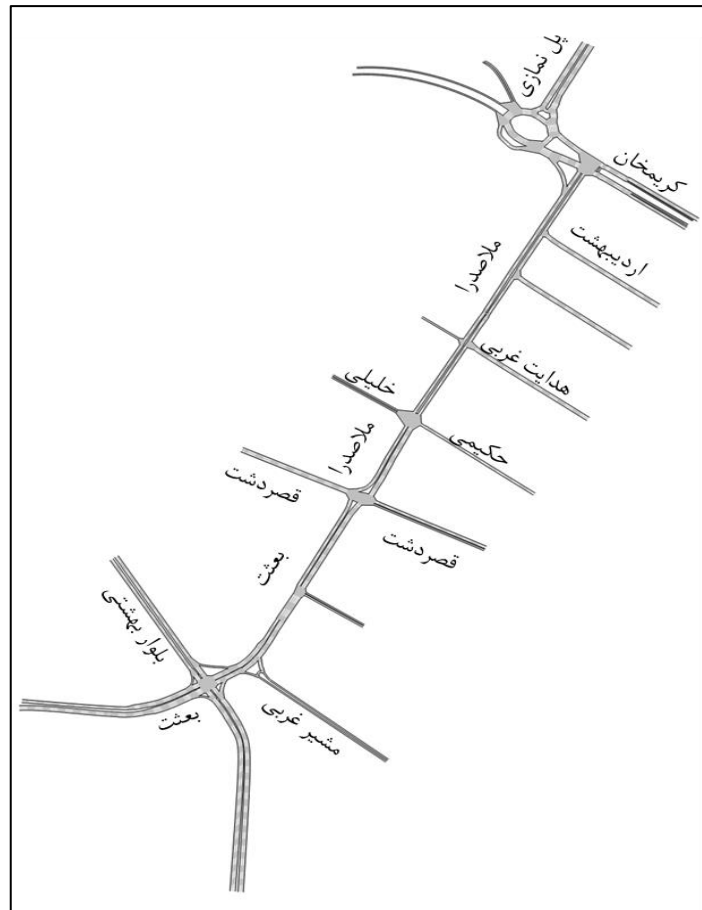 پل نمازی
کریمخان
اردیبهشت
ملاصدرا
هدایت غربی
خلیلی
حکیمی
ملاصدرا
قصردشت
قصردشت
بعثت
بلوار بهشتی
مشیر غربی
بعثت